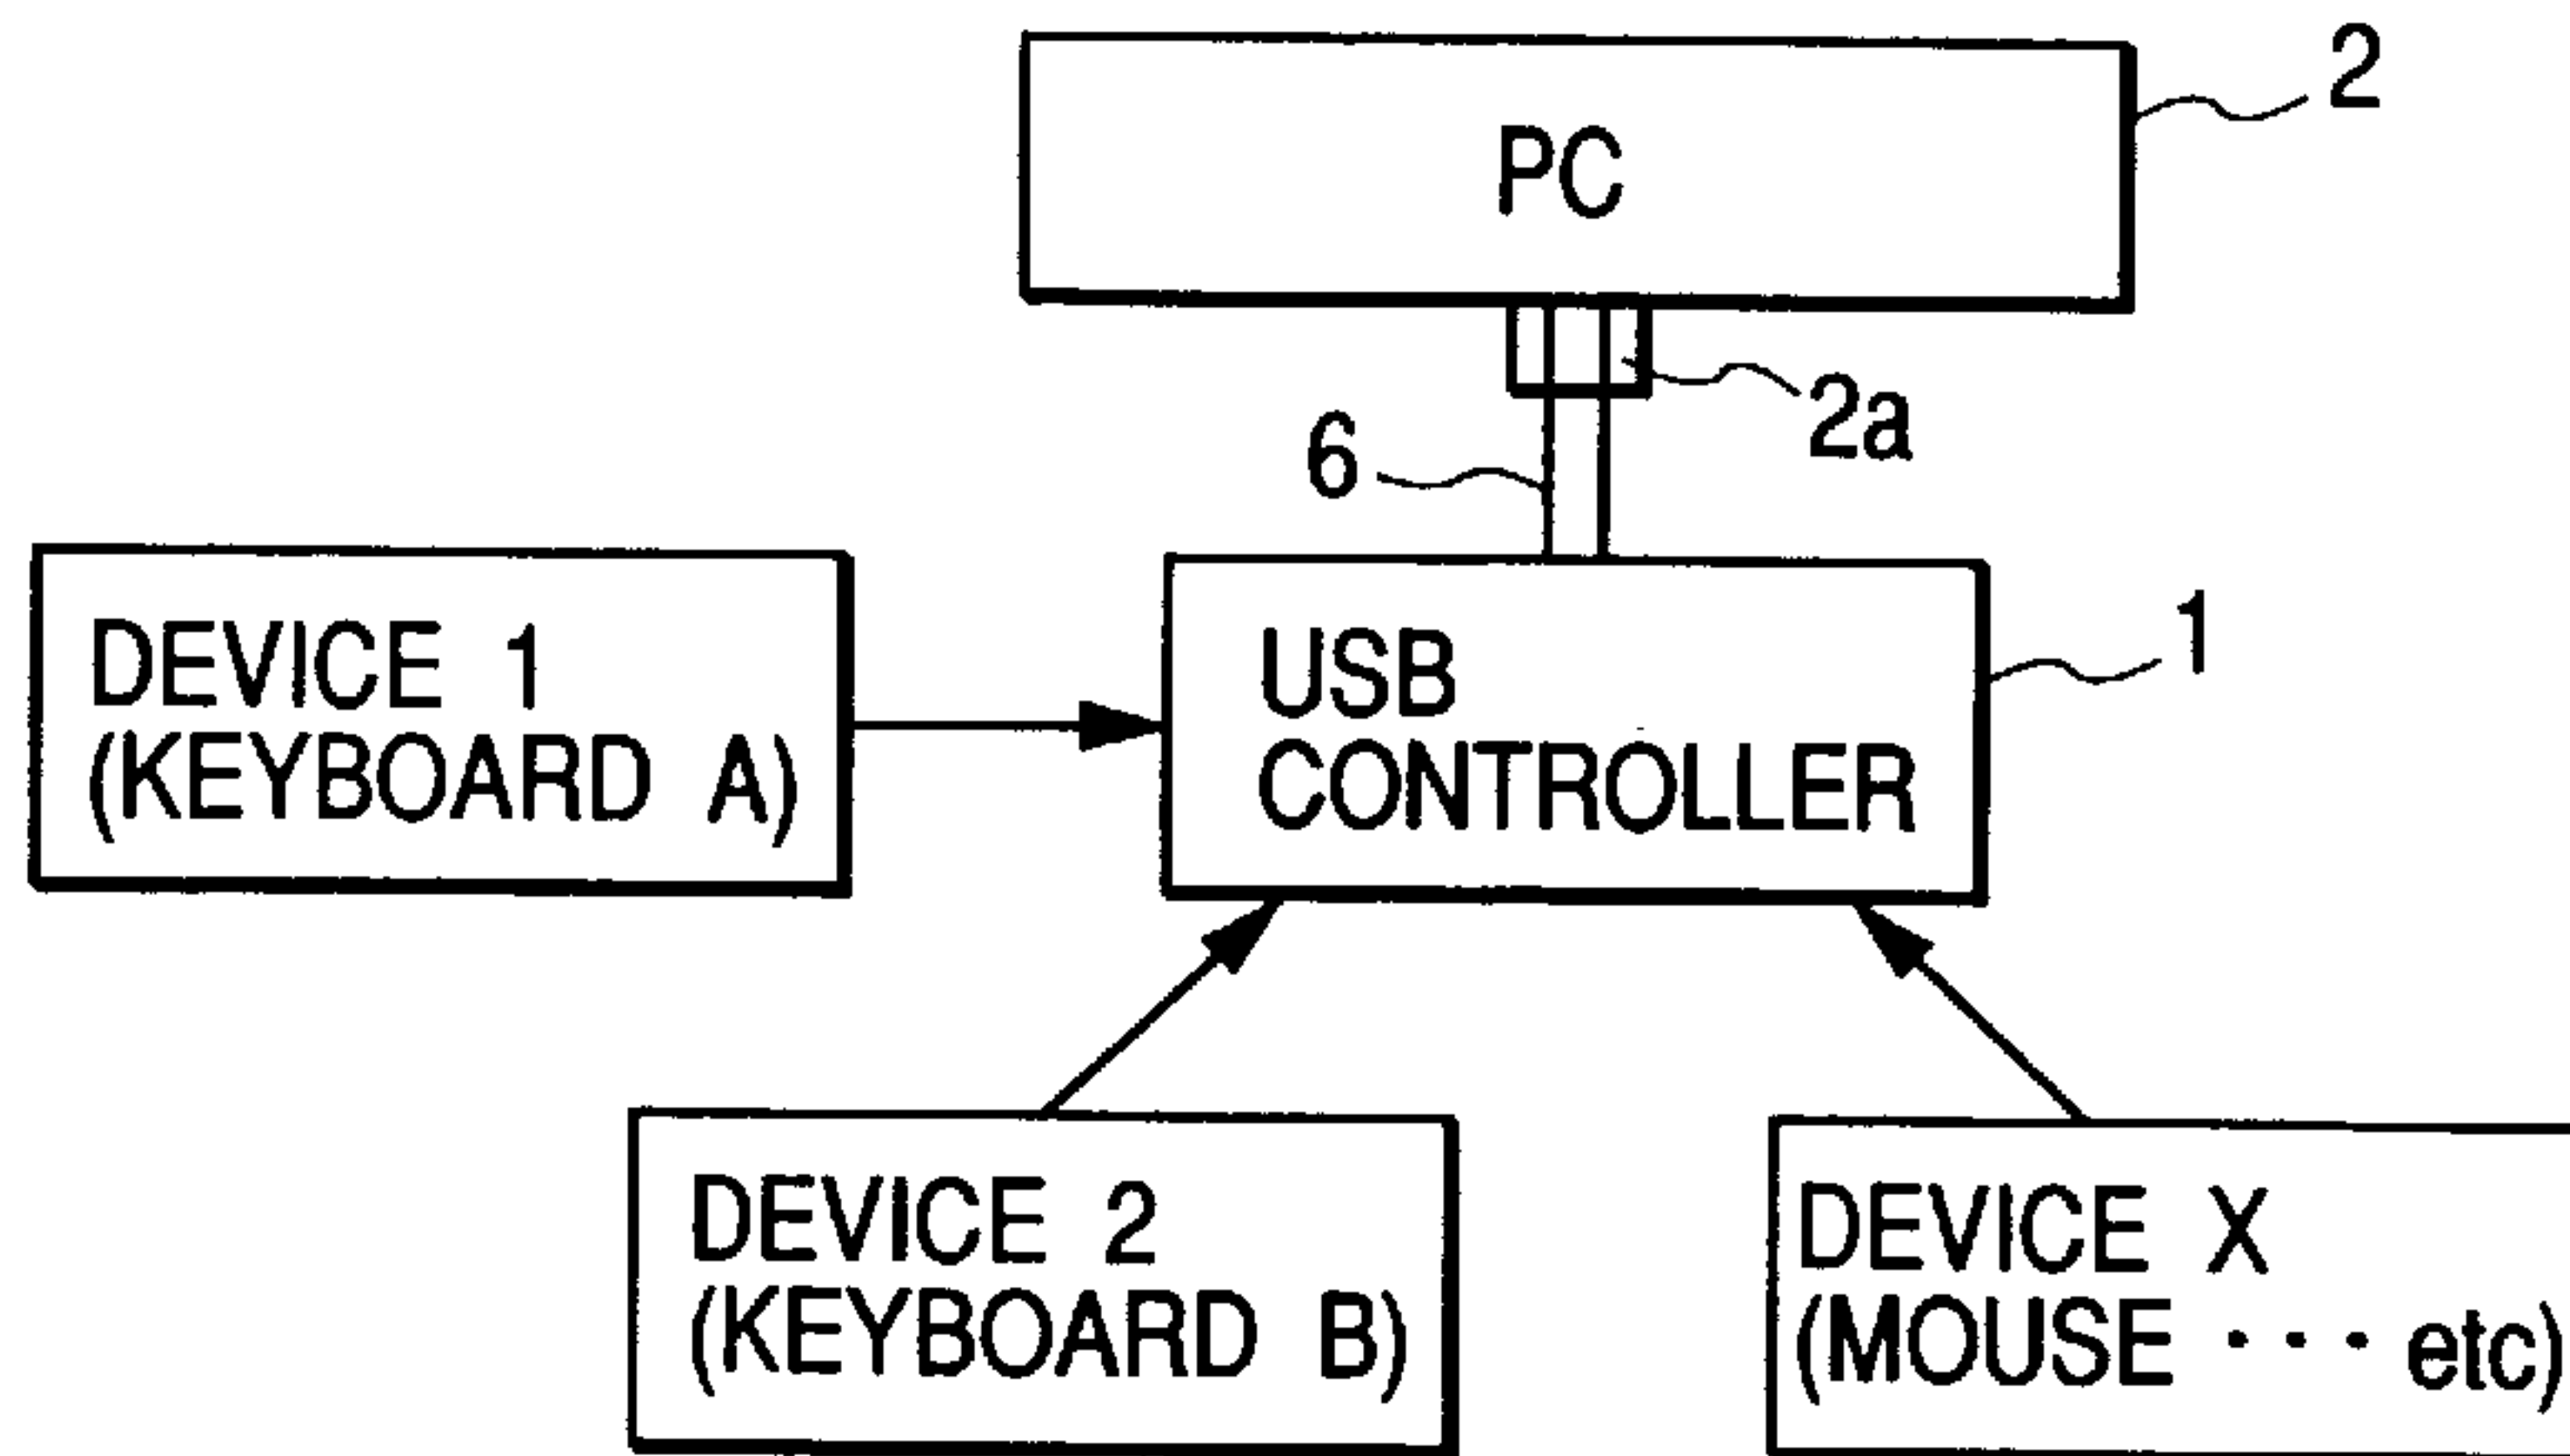 2
PC
2a
6
DEVICE 1
(KEYBOARD A)
USB
CONTROLLER
1
DEVICE 2
(KEYBOARD B)
DEVICE X
(MOUSE ・・・ etc)